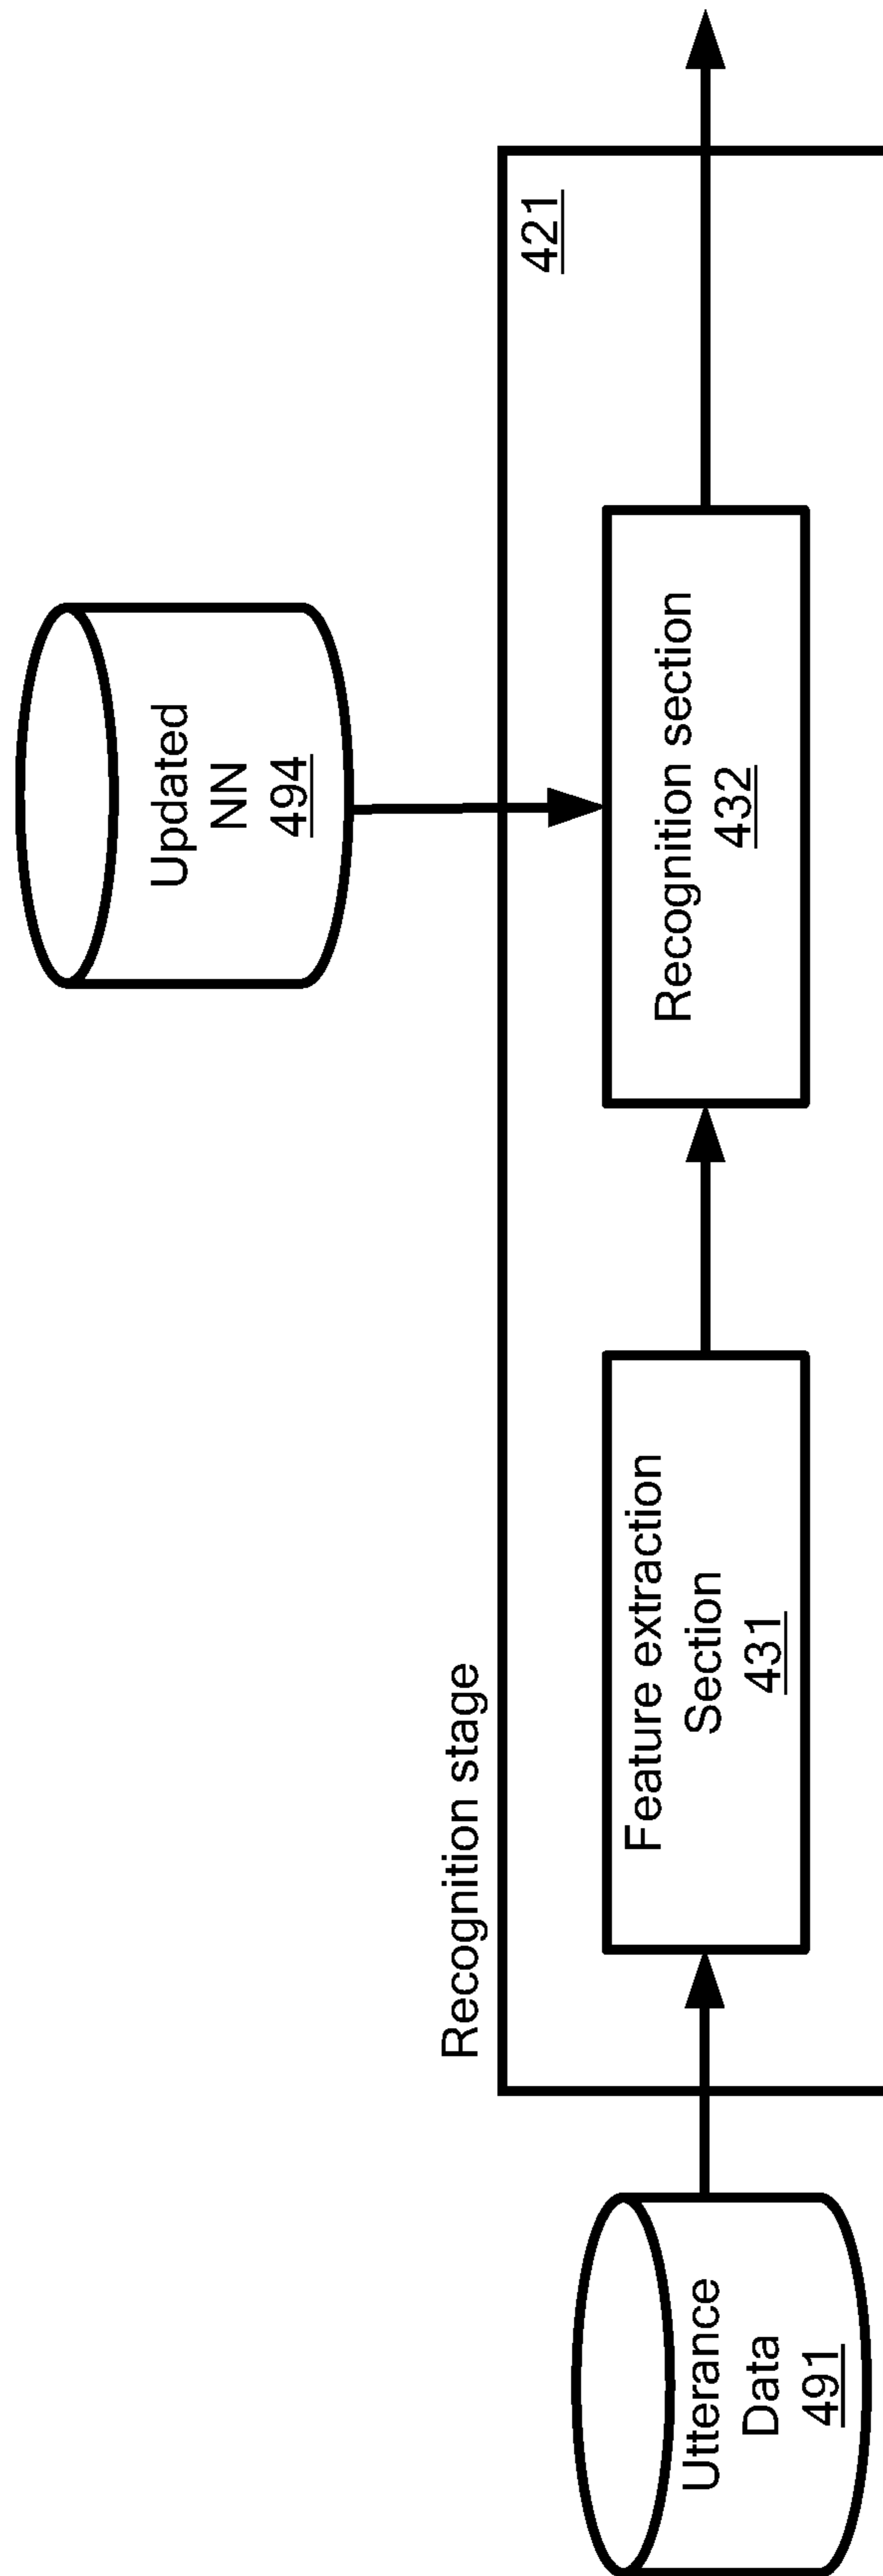 Updated
NN
494
Recognition stage
421
Utterance
Data
491
Feature extraction
Section
431
Recognition section
432